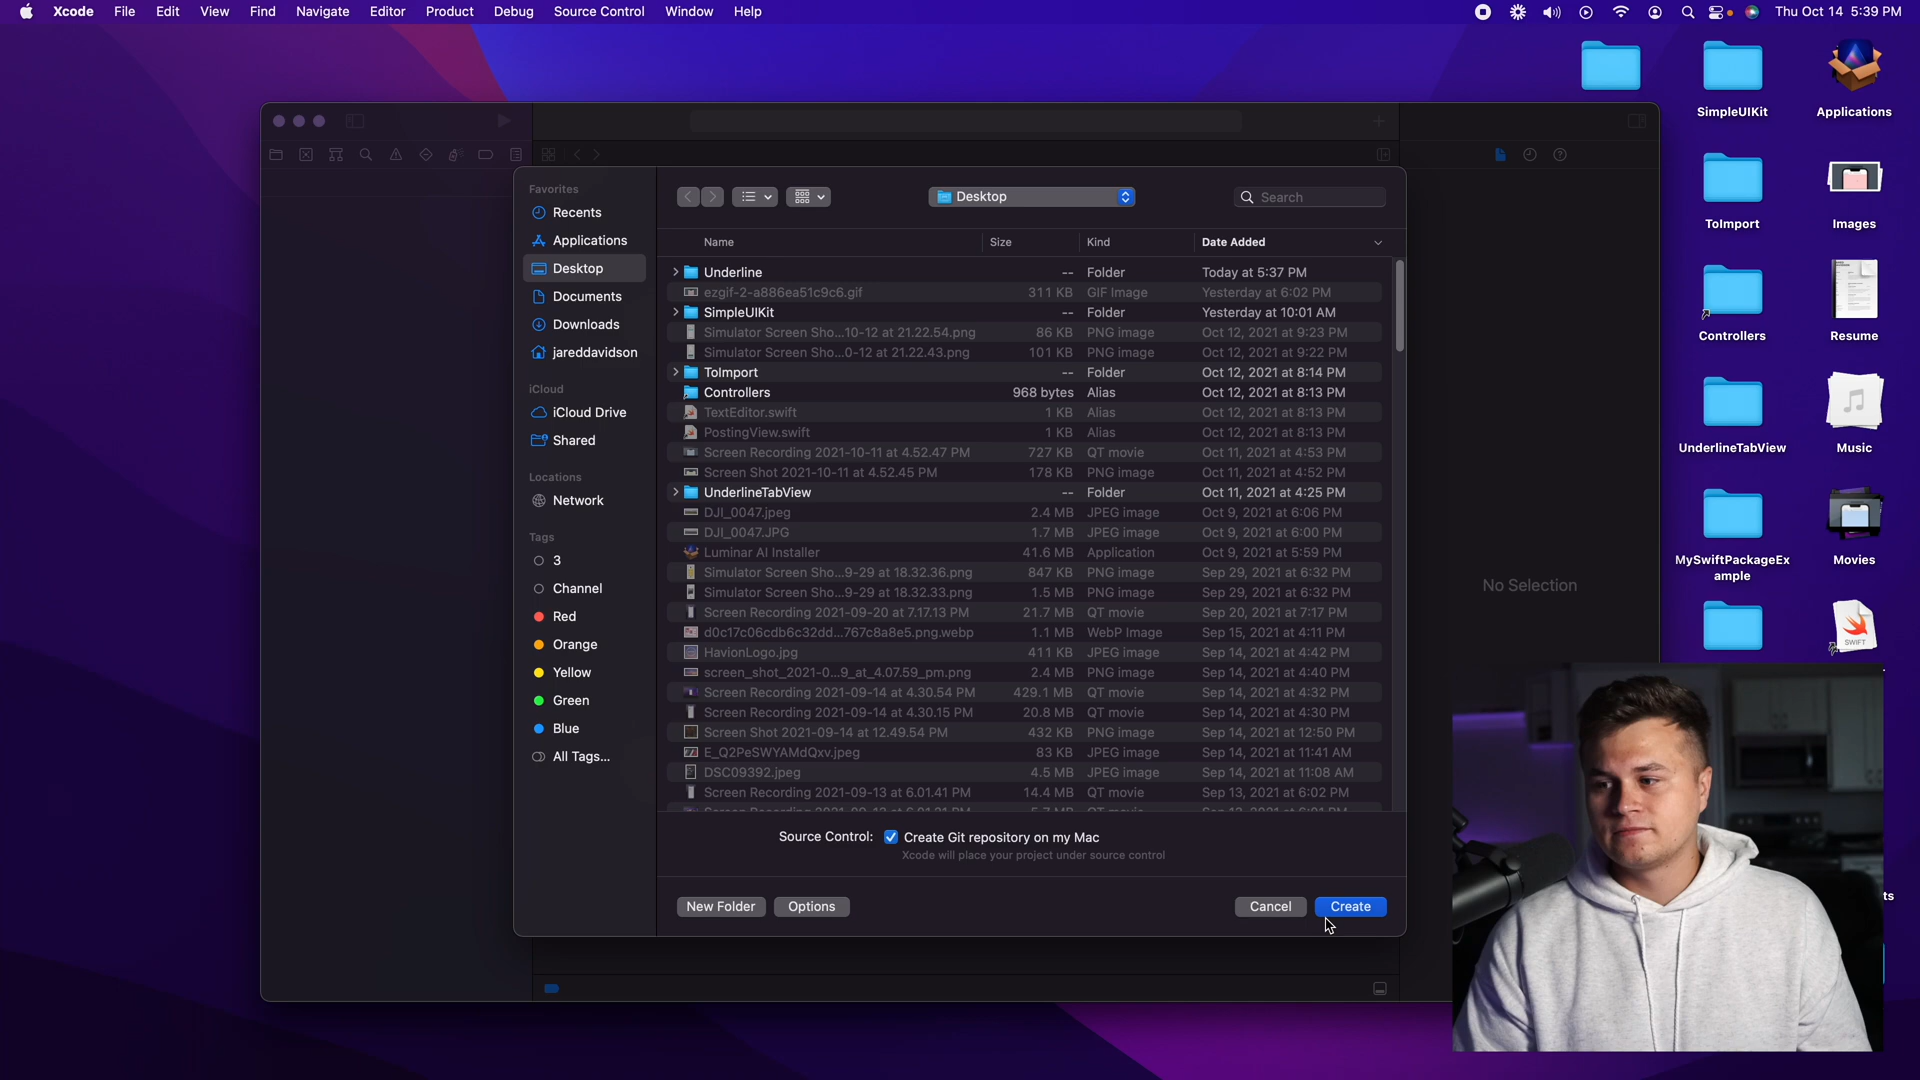 Xcode File Edit View Find Navigate Editor Product Debug Source Control Window Help
Thu Oct 14 5:39 PM
SimpleUIKit
Applications
ToImport
Images
Controllers
Resume
UnderlineTabView
Music
MySwiftPackageEx
ample
Movies
SWIFT
ts
No Selection
Favorites
Recents
Applications
Desktop
Documents
Downloads
jareddavidson
iCloud
iCloud Drive
Shared
Locations
Network
Tags
3
Channel
Red
Orange
Yellow
Green
Blue
All Tags...
Desktop
Search
Name Size Kind Date Added
Underline -- Folder Today at 5:37 PM
ezgif-2-a886ea51c9c6.gif 311 KB GIF Image Yesterday at 6:02 PM
SimpleUIKit -- Folder Yesterday at 10:01 AM
Simulator Screen Sho...10-12 at 21.22.54.png 86 KB PNG image Oct 12, 2021 at 9:23 PM
Simulator Screen Sho...0-12 at 21.22.43.png 101 KB PNG image Oct 12, 2021 at 9:22 PM
ToImport -- Folder Oct 12, 2021 at 8:14 PM
Controllers 968 bytes Alias Oct 12, 2021 at 8:13 PM
TextEditor.swift 1 KB Alias Oct 12, 2021 at 8:13 PM
PostingView.swift 1 KB Alias Oct 12, 2021 at 8:13 PM
Screen Recording 2021-10-11 at 4.52.47 PM 727 KB QT movie Oct 11, 2021 at 4:53 PM
Screen Shot 2021-10-11 at 4.52.45 PM 178 KB PNG image Oct 11, 2021 at 4:52 PM
UnderlineTabView -- Folder Oct 11, 2021 at 4:25 PM
DJI_0047.jpeg 2.4 MB JPEG image Oct 9, 2021 at 6:06 PM
DJI_0047.JPG 1.7 MB JPEG image Oct 9, 2021 at 6:00 PM
Luminar AI Installer 41.6 MB Application Oct 9, 2021 at 5:59 PM
Simulator Screen Sho...9-29 at 18.32.36.png 847 KB PNG image Sep 29, 2021 at 6:32 PM
Simulator Screen Sho...9-29 at 18.32.33.png 1.5 MB PNG image Sep 29, 2021 at 6:32 PM
Screen Recording 2021-09-20 at 7.17.13 PM 21.7 MB QT movie Sep 20, 2021 at 7:17 PM
d0c17c06cdb6c32dd...767c8a8e5.png.webp 1.1 MB WebP Image Sep 15, 2021 at 4:11 PM
HavionLogo.jpg 411 KB JPEG image Sep 14, 2021 at 4:42 PM
screen_shot_2021-0...9_at_4.07.59_pm.png 2.4 MB PNG image Sep 14, 2021 at 4:40 PM
Screen Recording 2021-09-14 at 4.30.54 PM 429.1 MB QT movie Sep 14, 2021 at 4:32 PM
Screen Recording 2021-09-14 at 4.30.15 PM 20.8 MB QT movie Sep 14, 2021 at 4:30 PM
Screen Shot 2021-09-14 at 12.49.54 PM 432 KB PNG image Sep 14, 2021 at 12:50 PM
E_Q2PeSWYAMdQxv.jpeg 83 KB JPEG image Sep 14, 2021 at 11:41 AM
DSC09392.jpeg 4.5 MB JPEG image Sep 14, 2021 at 11:08 AM
Screen Recording 2021-09-13 at 6.01.41 PM 14.4 MB QT movie Sep 13, 2021 at 6:02 PM
Source Control: Create Git repository on my Mac
Xcode will place your project under source control
New Folder Options Cancel Create